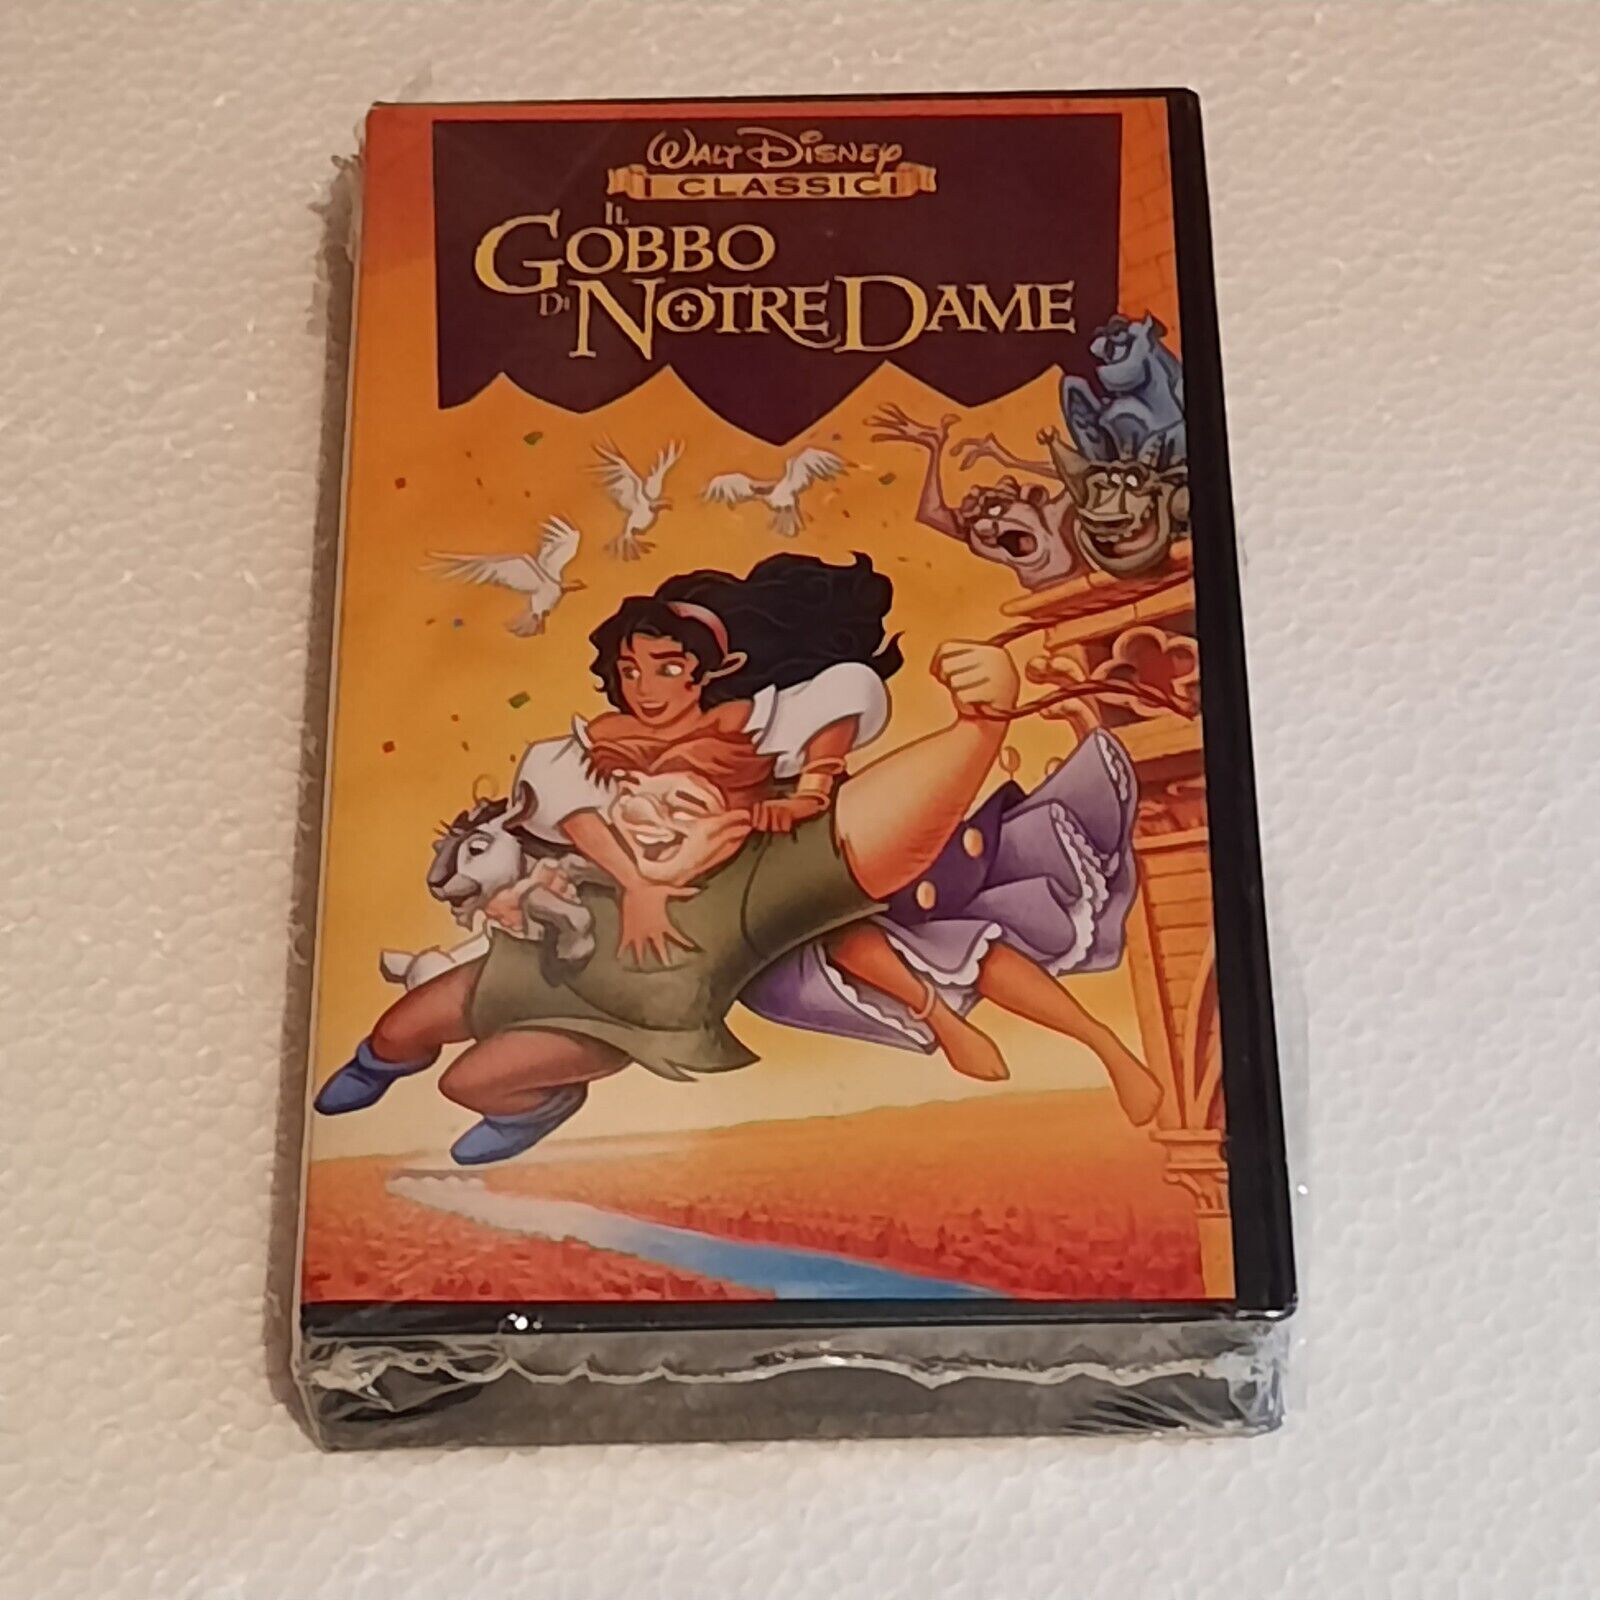 Walt Disney
I CLASSICI
IL
GOBBO
DI NOTRE DAME